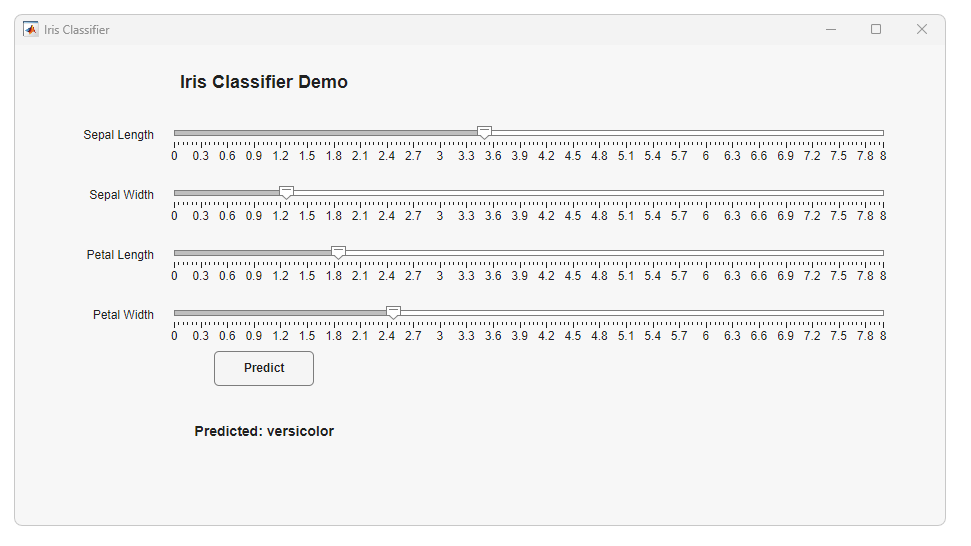 Iris Classifier
Iris Classifier Demo
Sepal Length
0 0.3 0.6 0.9 1.2 1.5 1.8 2.1 2.4 2.7 3 3.3 3.6 3.9 4.2 4.5 4.8 5.1 5.4 5.7 6 6.3 6.6 6.9 7.2 7.5 7.8 8
Sepal Width
0 0.3 0.6 0.9 1.2 1.5 1.8 2.1 2.4 2.7 3 3.3 3.6 3.9 4.2 4.5 4.8 5.1 5.4 5.7 6 6.3 6.6 6.9 7.2 7.5 7.8 8
Petal Length
0 0.3 0.6 0.9 1.2 1.5 1.8 2.1 2.4 2.7 3 3.3 3.6 3.9 4.2 4.5 4.8 5.1 5.4 5.7 6 6.3 6.6 6.9 7.2 7.5 7.8 8
Petal Width
0 0.3 0.6 0.9 1.2 1.5 1.8 2.1 2.4 2.7 3 3.3 3.6 3.9 4.2 4.5 4.8 5.1 5.4 5.7 6 6.3 6.6 6.9 7.2 7.5 7.8 8
Predict
Predicted: versicolor